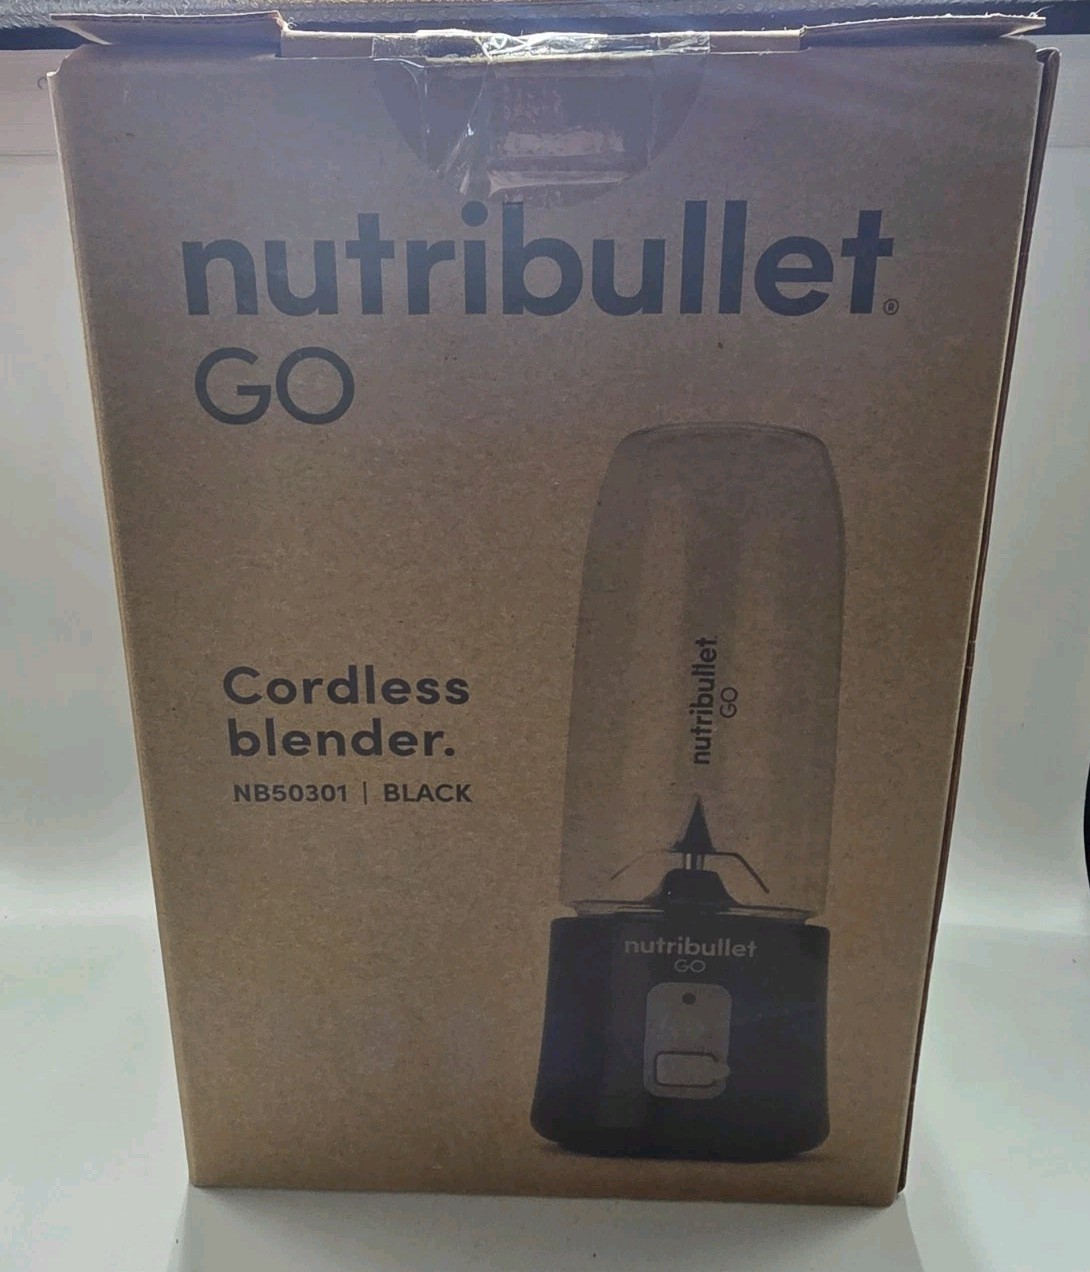 nutribullet®
GO
Cordless
blender.
NB50301 | BLACK
nutribullet
GO
nutribullet
GO